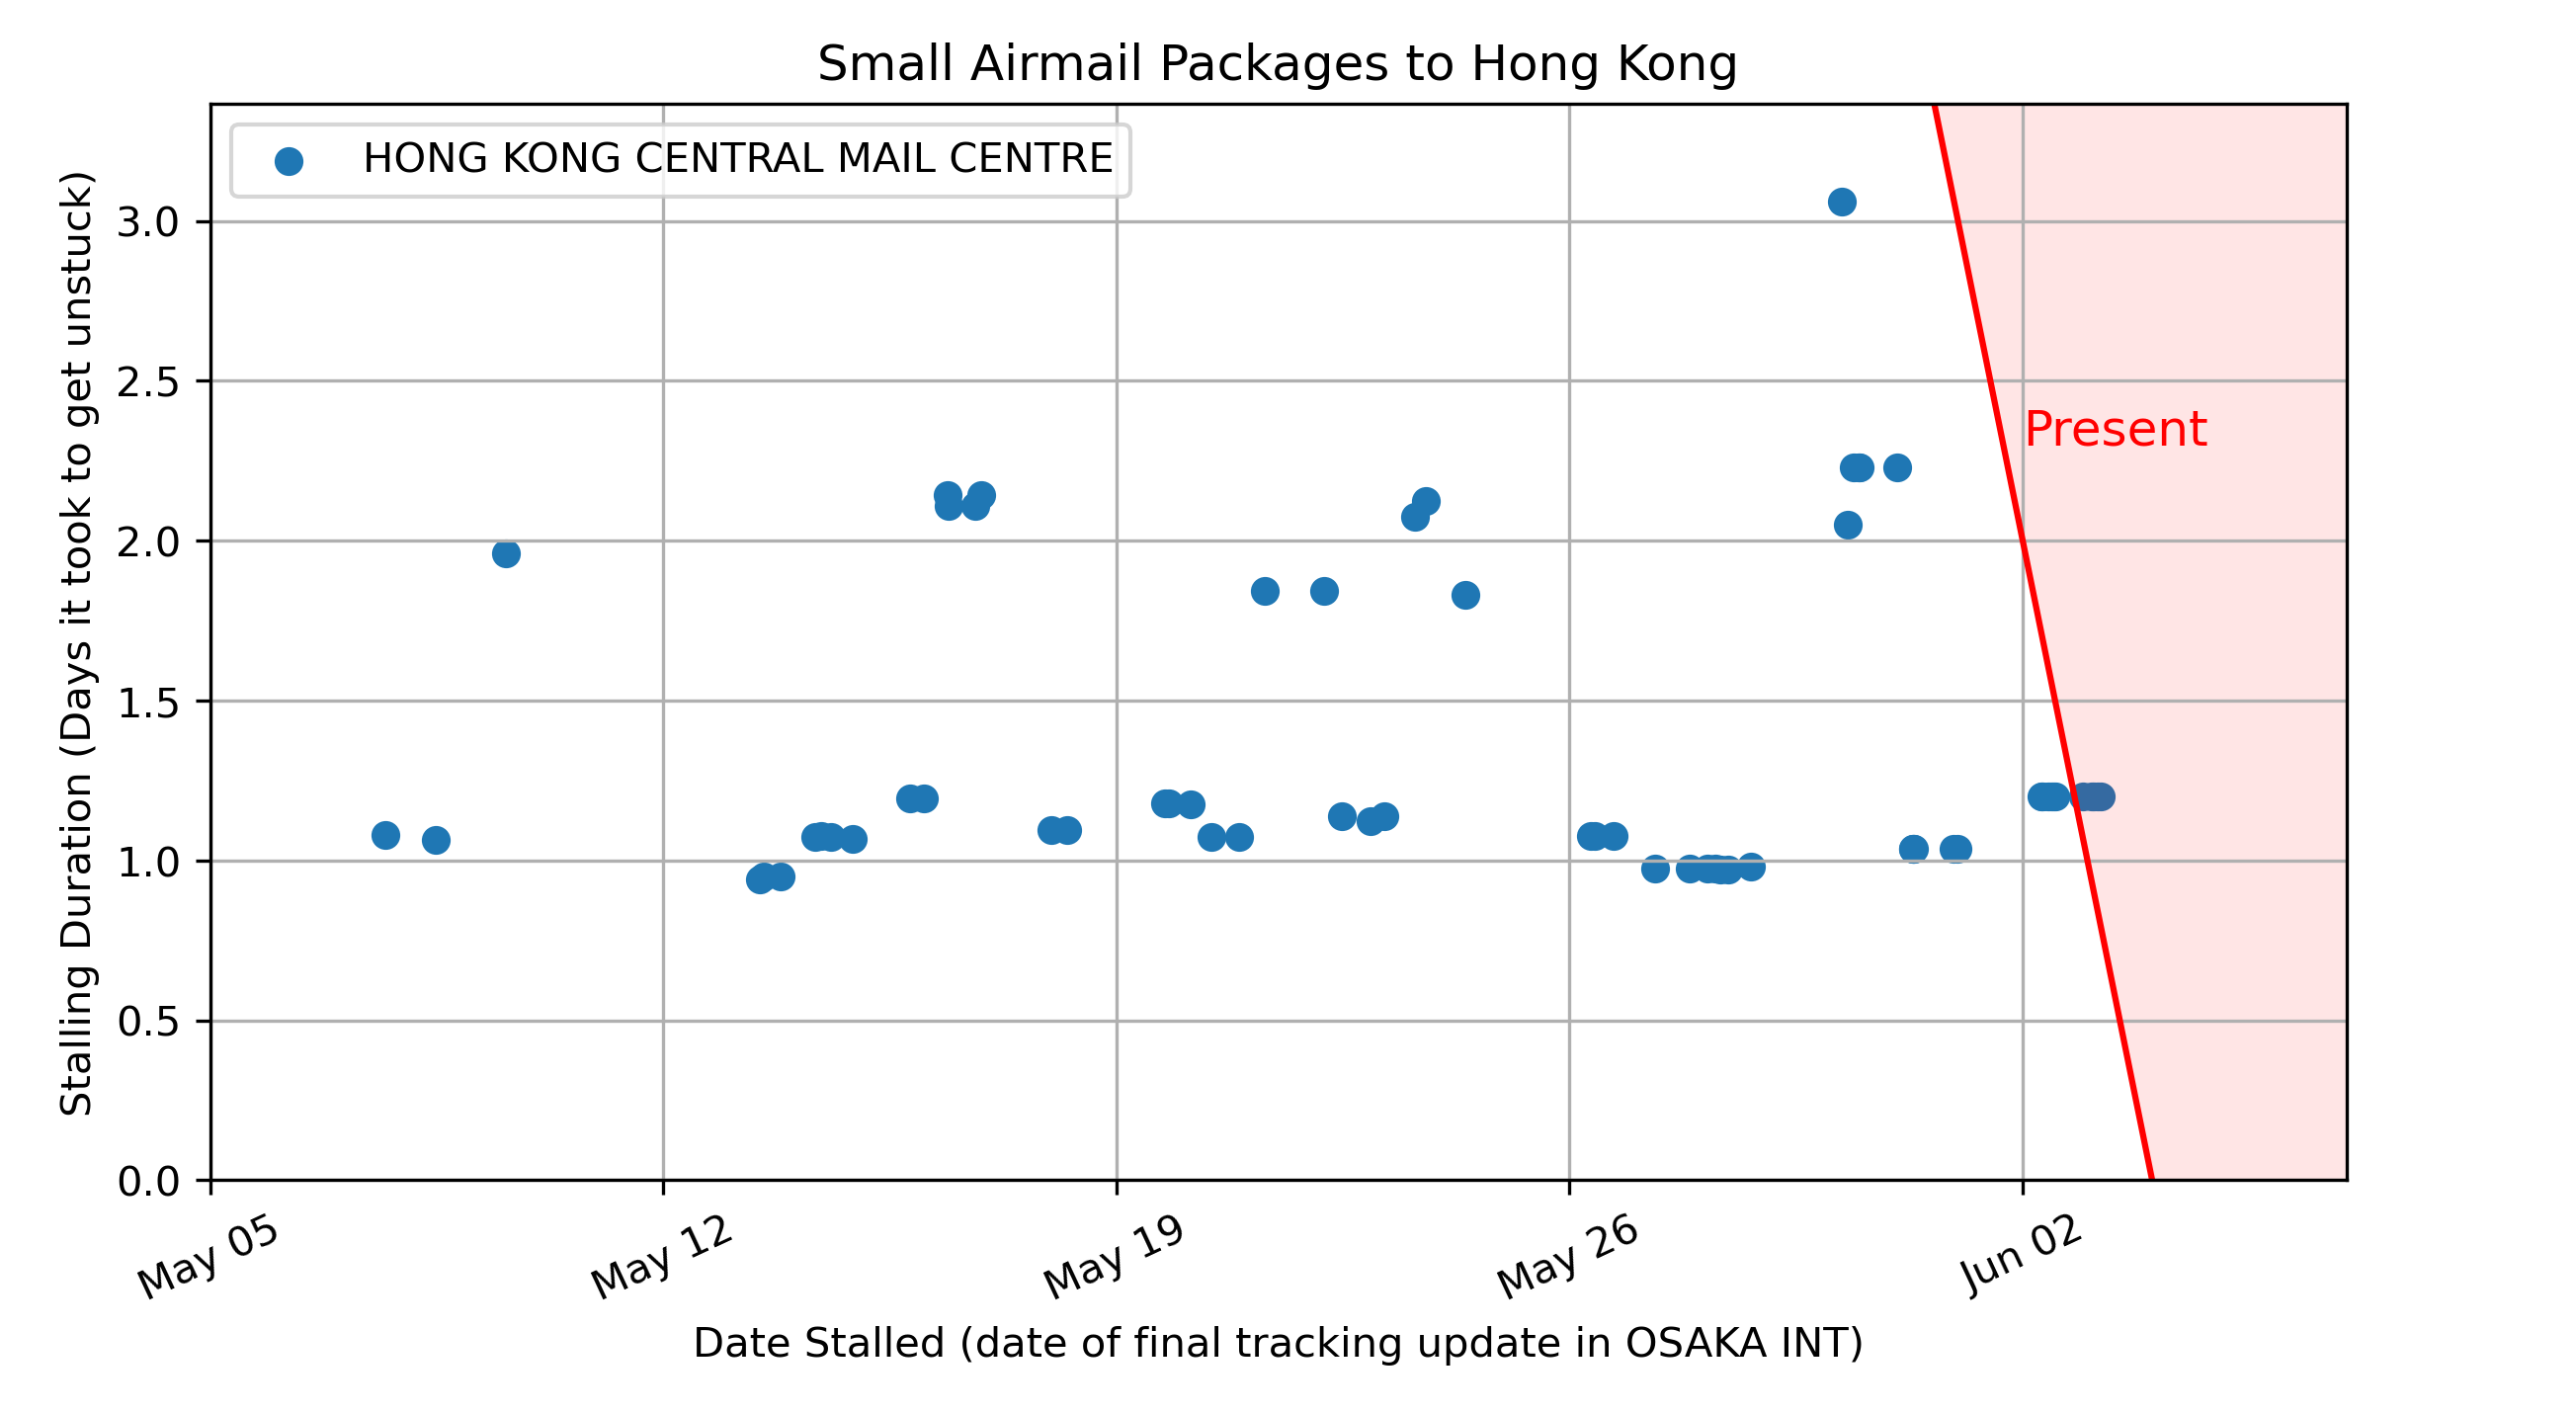 Small Airmail Packages to Hong Kong
HONG KONG CENTRAL MAIL CENTRE
Stalling Duration (Days it took to get unstuck)
3.0
2.5
2.0
1.5
1.0
0.5
0.0
Present
May 05
May 12
May 19
May 26
Jun 02
Date Stalled (date of final tracking update in OSAKA INT)